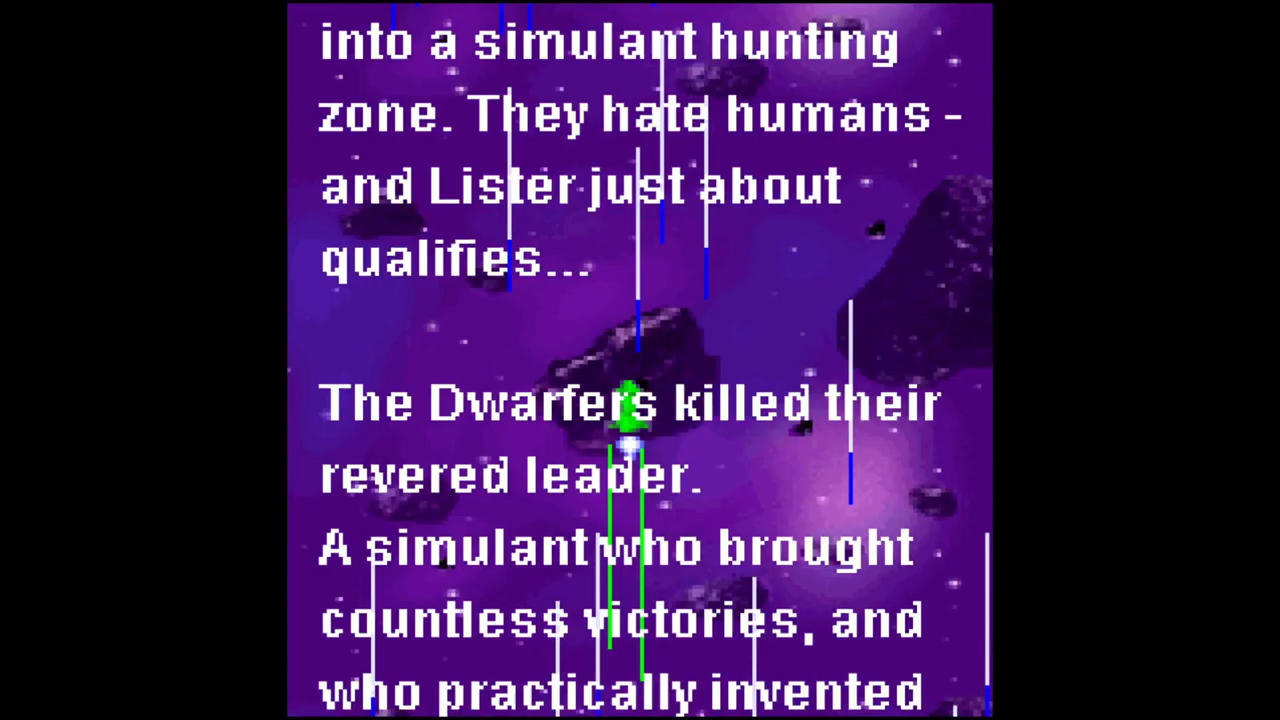 into a simulant hunting
zone. They hate humans -
and Lister just about
qualifies...
The Dwarfers killed their
revered leader.
A simulant who brought
countless victories, and
who practically invented